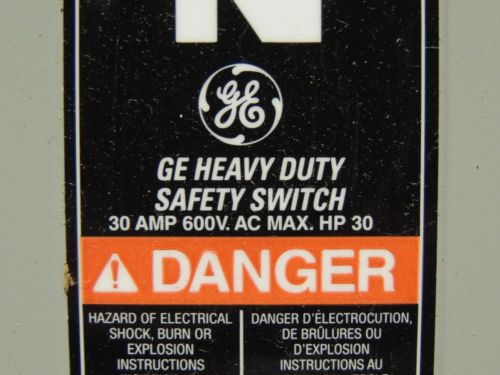 N
GE
GE HEAVY DUTY
SAFETY SWITCH
30 AMP 600V. AC MAX. HP 30
DANGER
HAZARD OF ELECTRICAL
SHOCK, BURN OR
EXPLOSION
INSTRUCTIONS
DANGER D'ÉLECTROCUTION,
DE BRÛLURES OU
D'EXPLOSION
INSTRUCTIONS AU